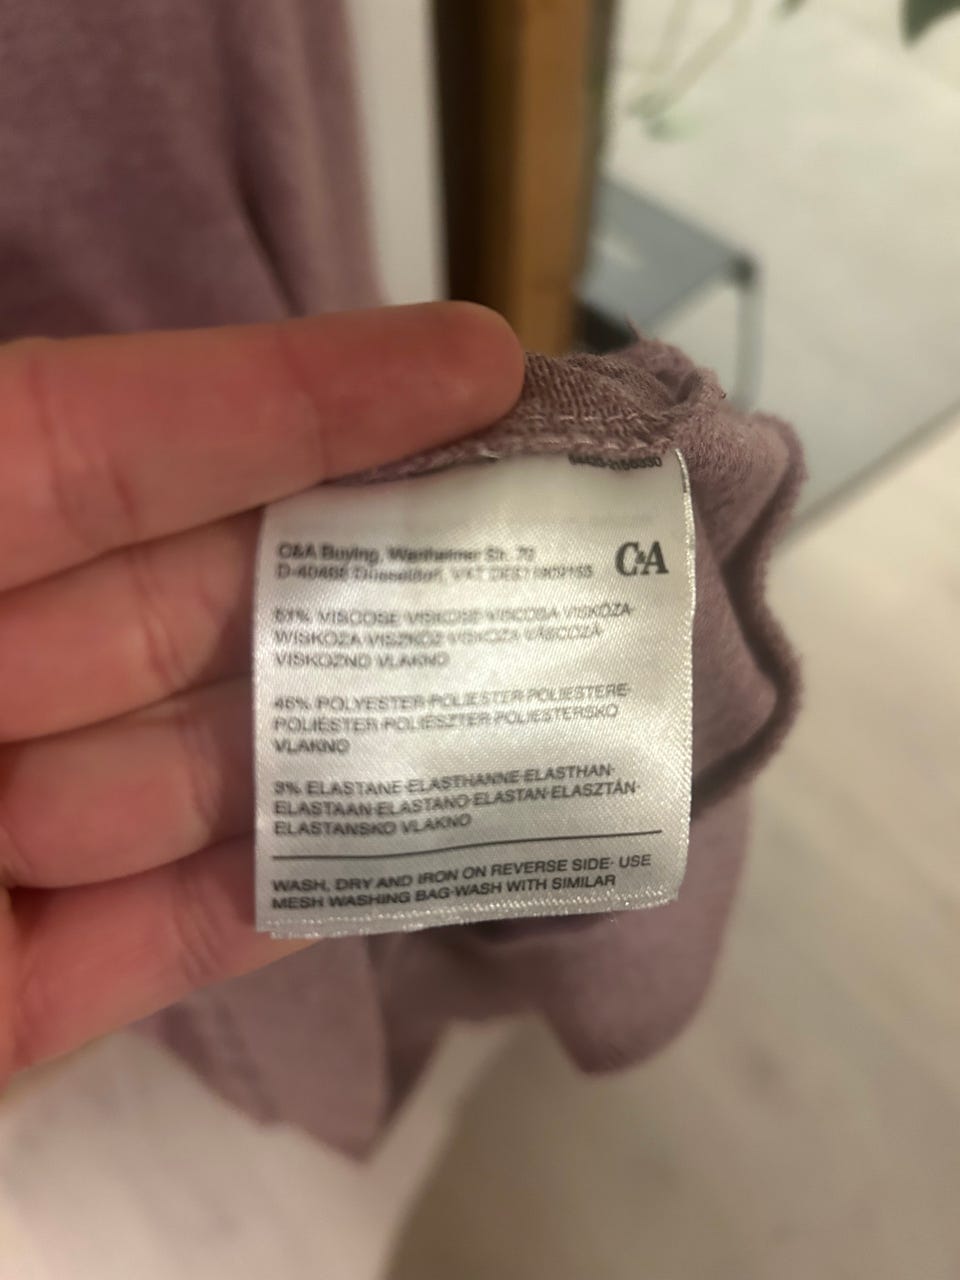 C&A Buying, Wanheimer Str. 70
C&A
D-40468 Düsseldorf, VAT
51% VISCOSE·VISKOSE·VISCOSA·VISKÓZA·
WISKOZA·VISZKÓZ·VISKOZA·VÂSCOZĂ·
VISKOZNO VLAKNO
46% POLYESTER·POLIESTER·POLIESTERE·
POLIÉSTER·POLIÉSZTER·POLIESTERSKO
VLAKNO
3% ELASTANE·ELASTHANNE·ELASTHAN·
ELASTAAN·ELASTANO·ELASTAN·ELASZTÁN·
ELASTANSKO VLAKNO
WASH, DRY AND IRON ON REVERSE SIDE· USE
MESH WASHING BAG·WASH WITH SIMILAR